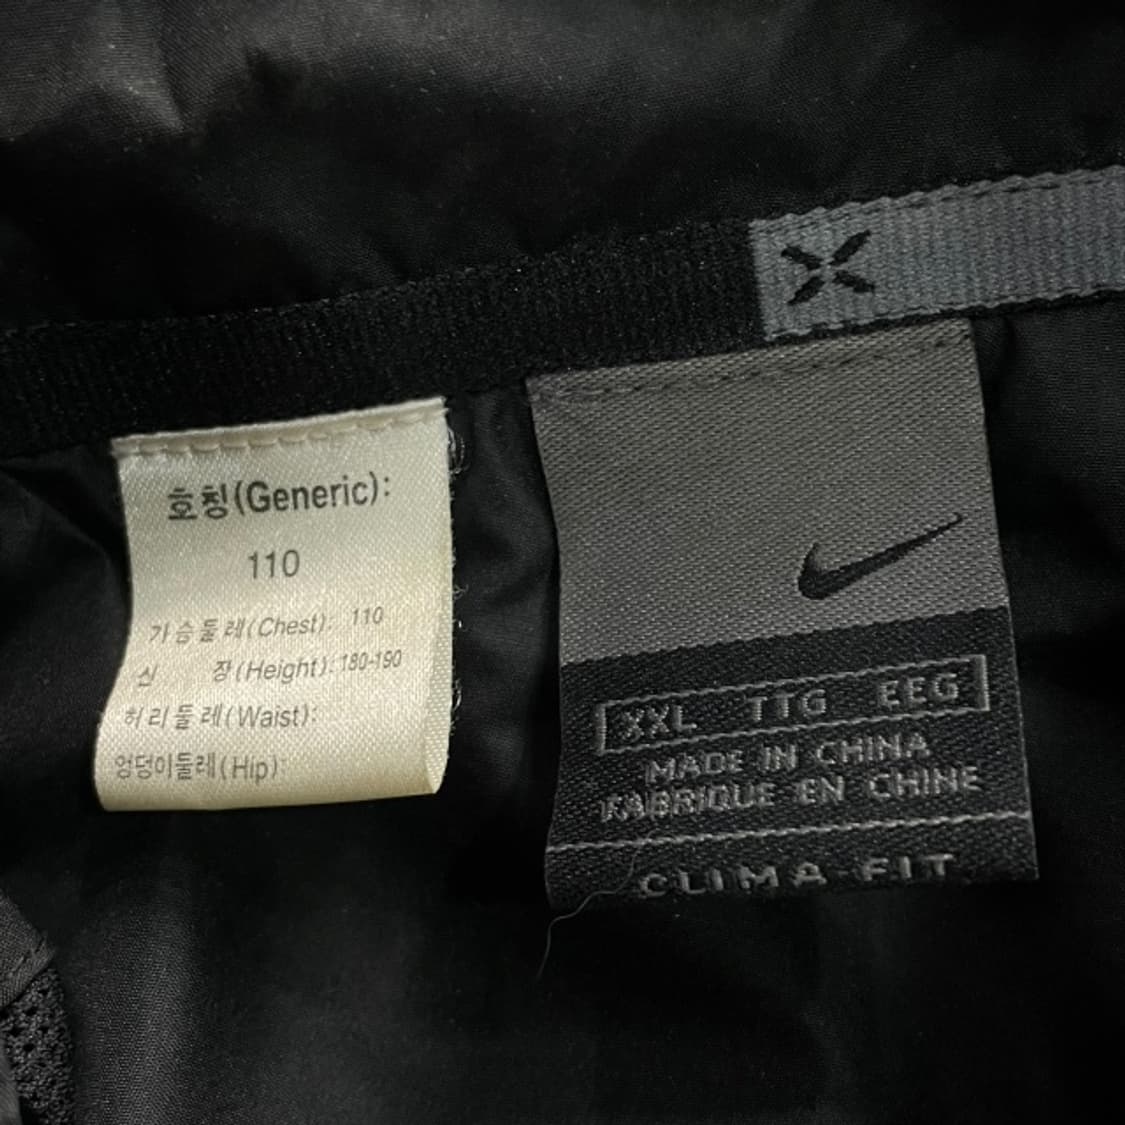 호칭(Generic):
110
가슴둘레(Chest): 110
신 장(Height): 180-190
허리둘레(Waist):
엉덩이둘레(Hip):
XXL TTG EEG
MADE IN CHINA
FABRIQUE EN CHINE
CLIMA-FIT